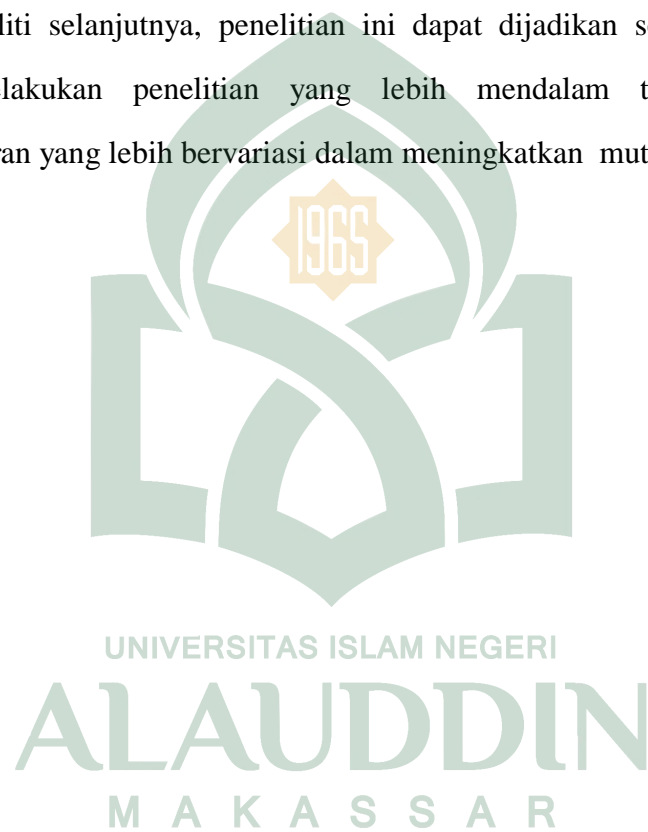 liti selanjutnya, penelitian ini dapat dijadikan s
lakukan penelitian yang lebih mendalam t
ran yang lebih bervariasi dalam meningkatkan mut
1965
UNIVERSITAS ISLAM NEGERI
ALAUDDIN
MAKASSAR